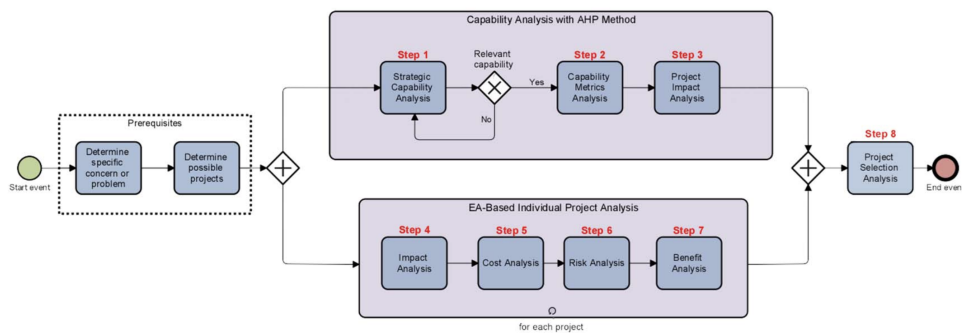 Capability Analysis with AHP Method
Step 1
Strategic
Capability
Analysis
Relevant
capability
Yes
No
Step 2
Capability
Metrics
Analysis
Step 3
Project
Impact
Analysis
Prerequisites
Start event
Determine
specific
concern or
problem
Determine
possible
projects
Step 8
Project
Selection
Analysis
End even
EA-Based Individual Project Analysis
Step 4
Impact
Analysis
Step 5
Cost Analysis
Step 6
Risk Analysis
Step 7
Benefit
Analysis
for each project